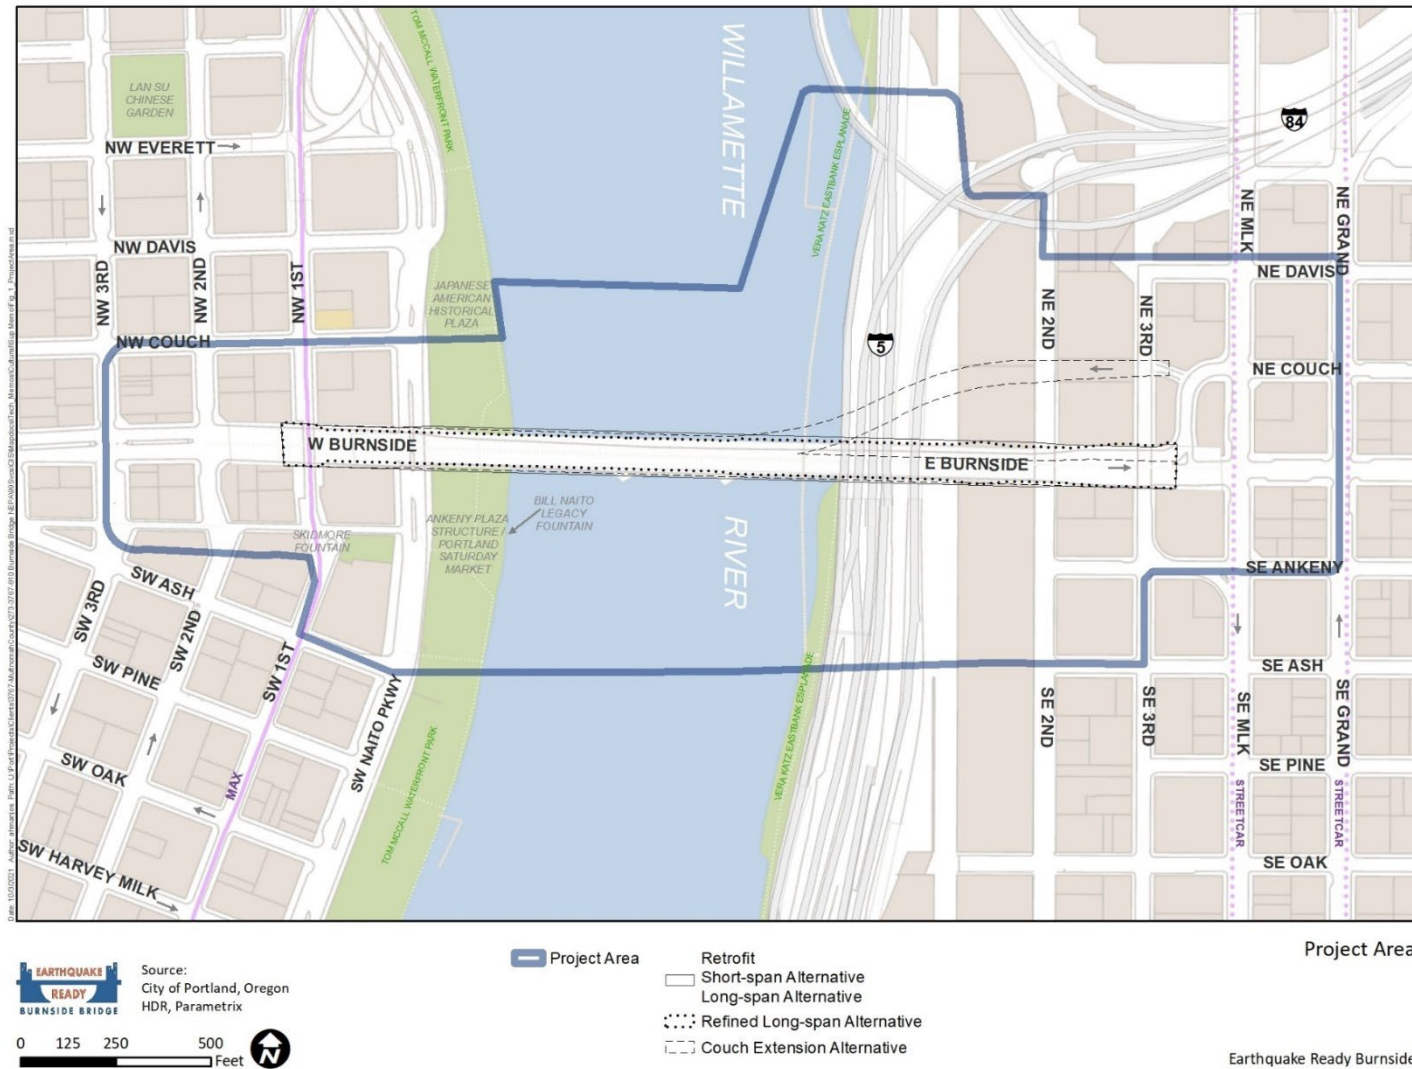 WILLAMETTE
TOM MCCALL WATERFRONT PARK
LAN SU
CHINESE
GARDEN
NW EVERETT
VERA KATZ EASTBANK ESPLANADE
84
NE MLK
NE GRAND
NW DAVIS
NW 3RD
NW 2ND
NW 1ST
JAPANESE
AMERICAN
HISTORICAL
PLAZA
NE 2ND
NE 3RD
NE DAVIS
NW COUCH
5
NE COUCH
W BURNSIDE
E BURNSIDE
SKIDMORE
FOUNTAIN
ANKENY PLAZA
STRUCTURE /
PORTLAND
SATURDAY
MARKET
BILL NAITO
LEGACY
FOUNTAIN
RIVER
SE ANKENY
SW ASH
SW 3RD
SW 2ND
SW PINE
SW 1ST
SW NAITO PKWY
SW OAK
MAX
SW HARVEY MILK
TOM MCCALL WATERFRONT PARK
VERA KATZ EASTBANK ESPLANADE
SE 2ND
SE 3RD
SE MLK
SE GRAND
SE ASH
SE PINE
STREETCAR
STREETCAR
SE OAK
Project Area
EARTHQUAKE
READY
BURNSIDE BRIDGE
Source:
City of Portland, Oregon
HDR, Parametrix
0 125 250 500
Feet
N
Project Area
Retrofit
Short-span Alternative
Long-span Alternative
Refined Long-span Alternative
Couch Extension Alternative
Earthquake Ready Burnside